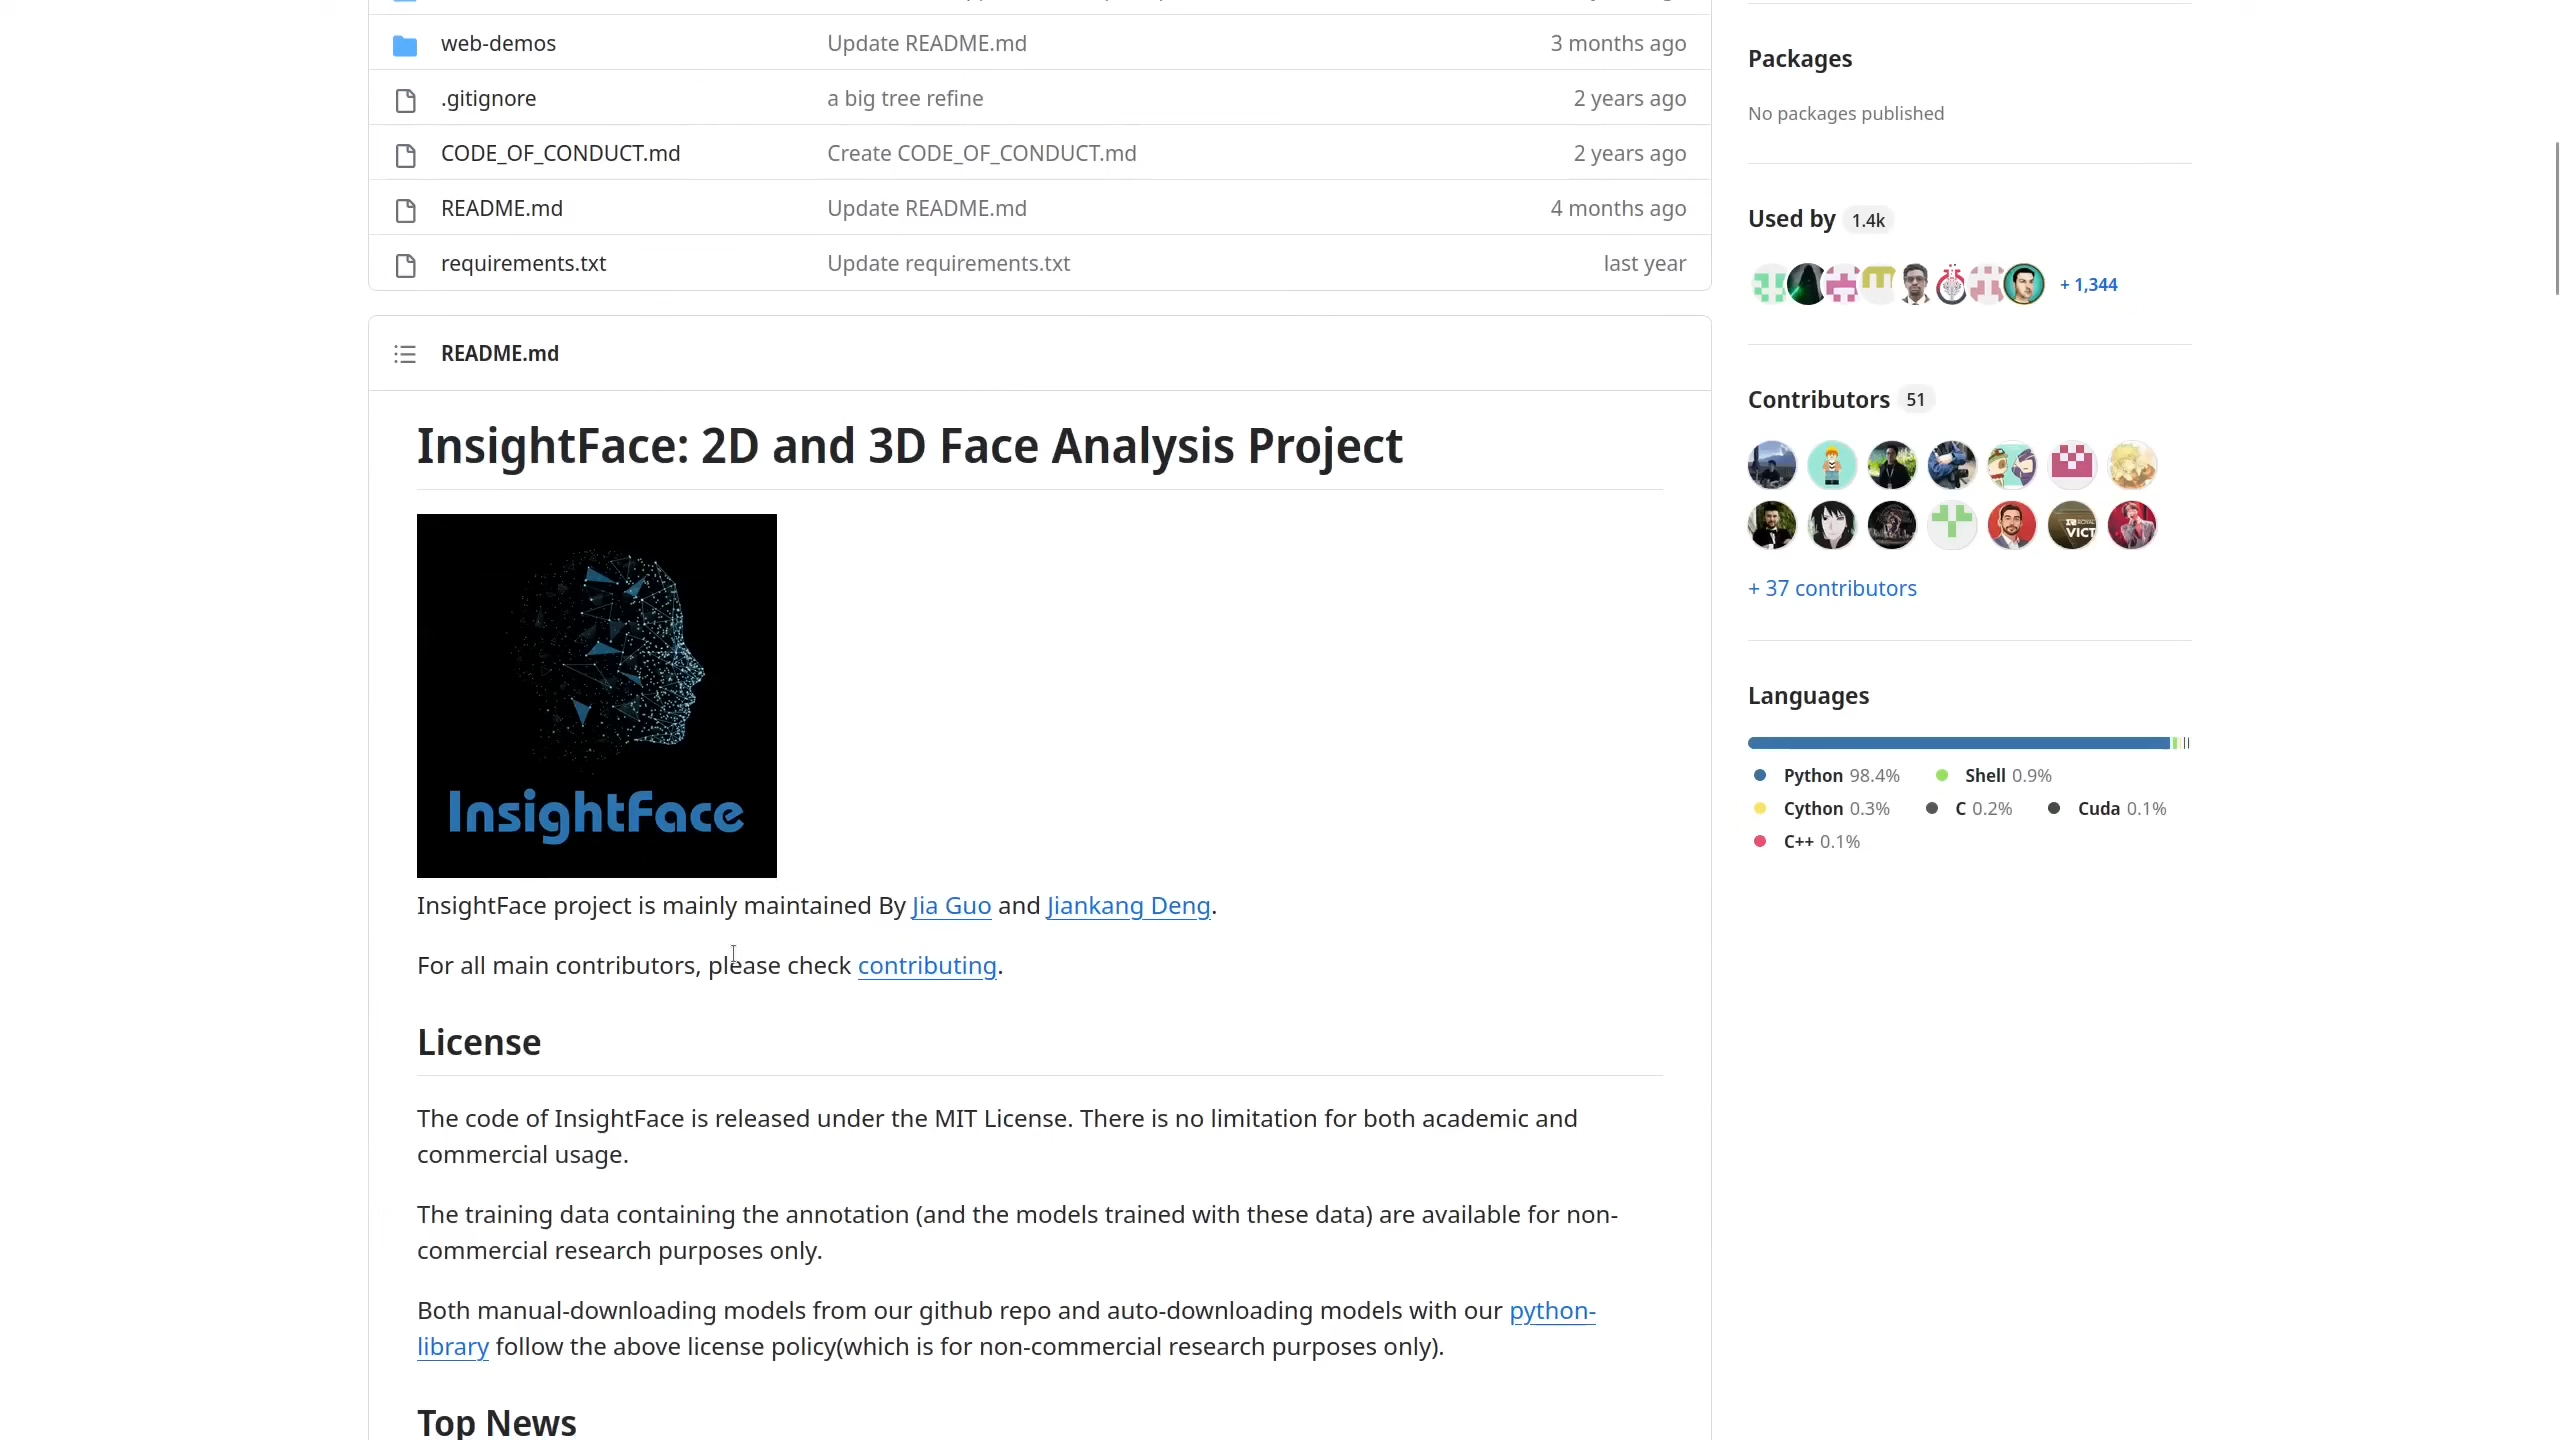 web-demos Update README.md 3 months ago
.gitignore a big tree refine 2 years ago
CODE_OF_CONDUCT.md Create CODE_OF_CONDUCT.md 2 years ago
README.md Update README.md 4 months ago
requirements.txt Update requirements.txt last year
README.md
InsightFace: 2D and 3D Face Analysis Project
InsightFace
InsightFace project is mainly maintained By Jia Guo and Jiankang Deng.
For all main contributors, please check contributing.
License
The code of InsightFace is released under the MIT License. There is no limitation for both academic and
commercial usage.
The training data containing the annotation (and the models trained with these data) are available for non-
commercial research purposes only.
Both manual-downloading models from our github repo and auto-downloading models with our python-
library follow the above license policy(which is for non-commercial research purposes only).
Top News
Packages
No packages published
Used by 1.4k
+ 1,344
Contributors 51
VICT
+ 37 contributors
Languages
Python 98.4% Shell 0.9%
Cython 0.3% C 0.2% Cuda 0.1%
C++ 0.1%